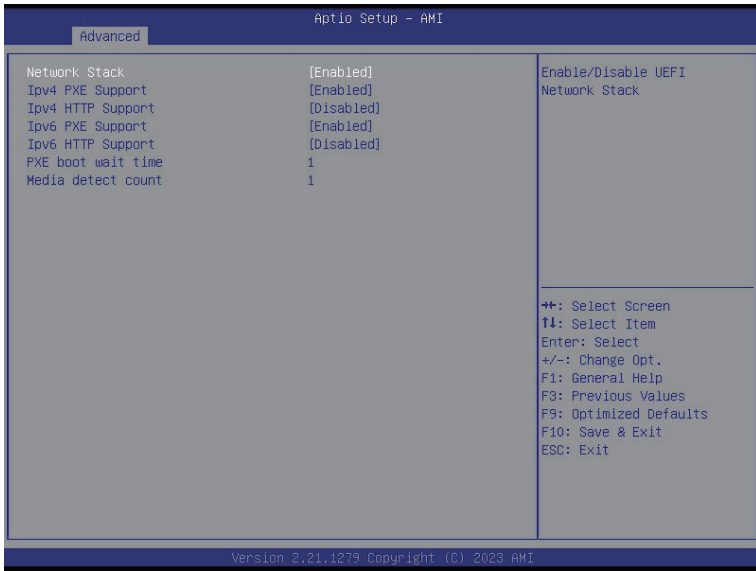 Aptio Setup – AMI
Advanced
Network Stack [Enabled]
Ipv4 PXE Support [Enabled]
Ipv4 HTTP Support [Disabled]
Ipv6 PXE Support [Enabled]
Ipv6 HTTP Support [Disabled]
PXE boot wait time 1
Media detect count 1
Enable/Disable UEFI
Network Stack
→←: Select Screen
↑↓: Select Item
Enter: Select
+/-: Change Opt.
F1: General Help
F3: Previous Values
F9: Optimized Defaults
F10: Save & Exit
ESC: Exit
Version 2.21.1279 Copyright (C) 2023 AMI